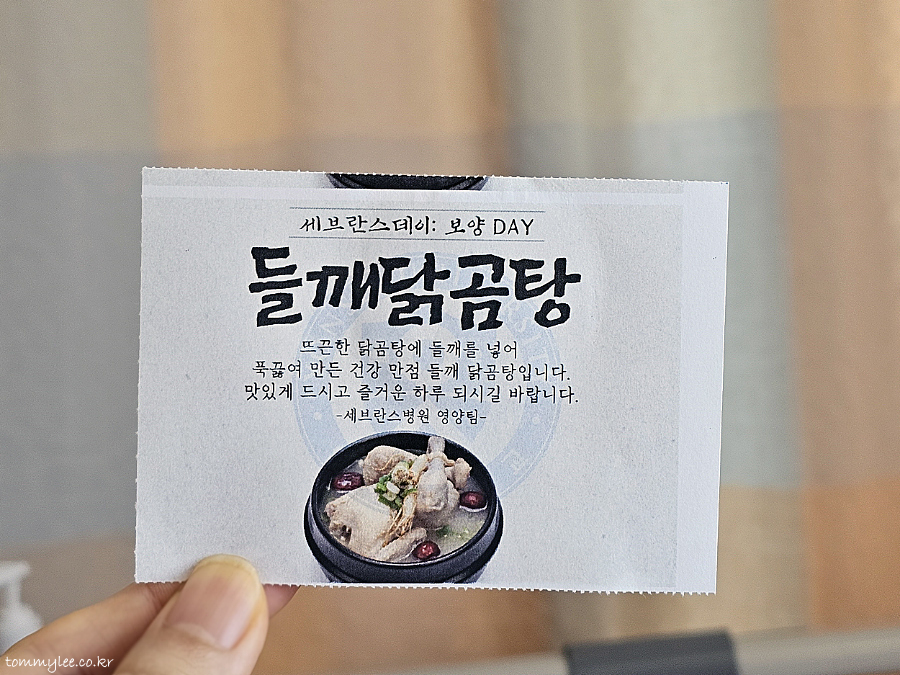 세브란스데이: 보양 DAY
들깨닭곰탕
뜨끈한 닭곰탕에 들깨를 넣어
푹끓여 만든 건강 만점 들깨 닭곰탕입니다.
맛있게 드시고 즐거운 하루 되시길 바랍니다.
-세브란스병원 영양팀-
tommylee.co.kr